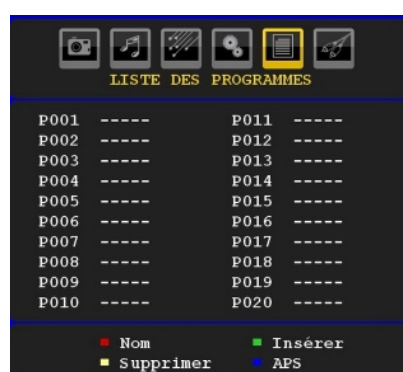 LISTE DES PROGRAMMES
P001 ----- P011 -----
P002 ----- P012 -----
P003 ----- P013 -----
P004 ----- P014 -----
P005 ----- P015 -----
P006 ----- P016 -----
P007 ----- P017 -----
P008 ----- P018 -----
P009 ----- P019 -----
P010 ----- P020 -----
Nom Insérer
Supprimer APS